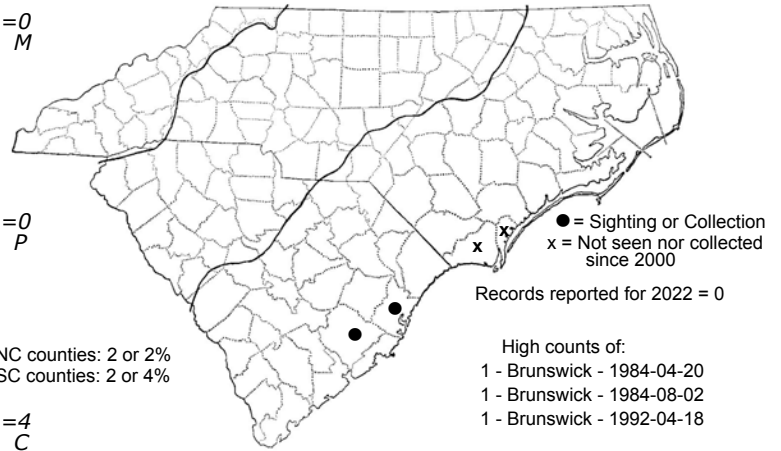 =0
M
=0
P
● = Sighting or Collection
x = Not seen nor collected
since 2000
x
x
Records reported for 2022 = 0
NC counties: 2 or 2%
SC counties: 2 or 4%
High counts of:
1 - Brunswick - 1984-04-20
1 - Brunswick - 1984-08-02
1 - Brunswick - 1992-04-18
=4
C